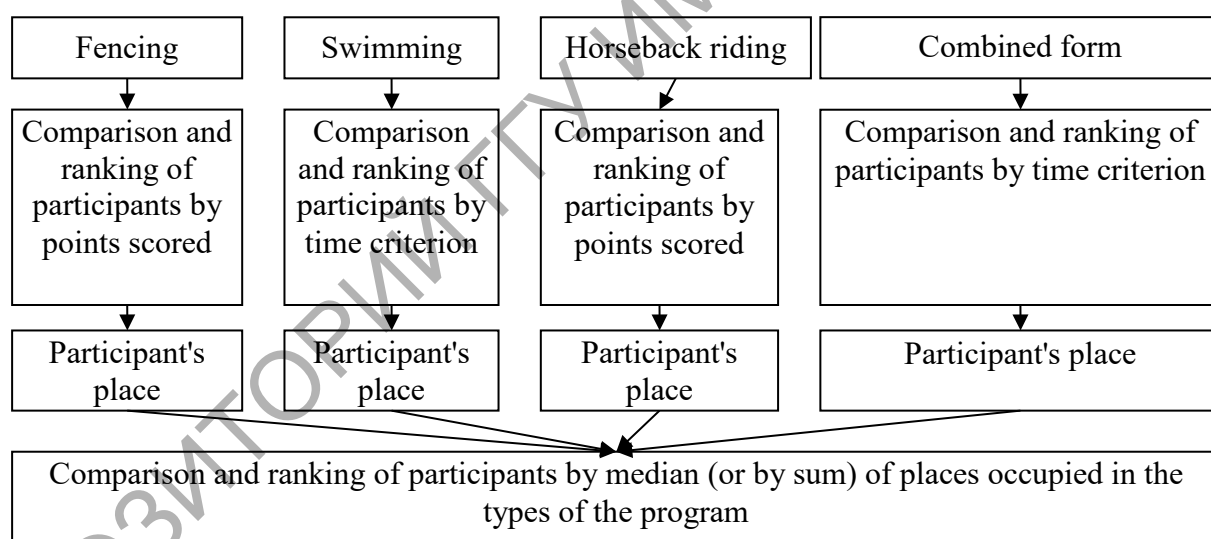 Fencing
Swimming
Horseback riding
Combined form
Comparison and
ranking of
participants by
points scored
Comparison
and ranking of
participants by
time criterion
Comparison and
ranking of
participants by
points scored
Comparison and ranking of
participants by time criterion
Participant's
place
Participant's
place
Participant's
place
Participant's place
Comparison and ranking of participants by median (or by sum) of places occupied in the
types of the program
ЗИТОРИЙ ГГУ ИМ